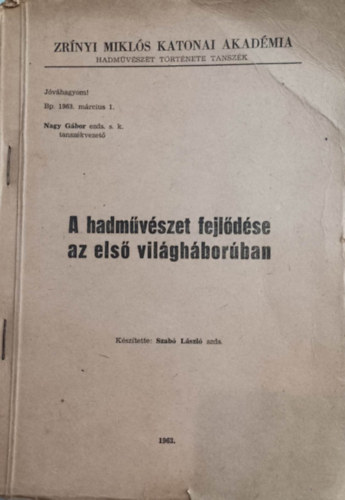 ZRÍNYI MIKLÓS KATONAI AKADÉMIA
HADMŰVÉSZET TÖRTÉNETE TANSZÉK
Jóváhagyom!
Bp. 1963. március 1.
Nagy Gábor ezds. s. k.
tanszékvezető
A hadművészet fejlődése
az első világháborúban
Készítette: Szabó László szds.
1963.